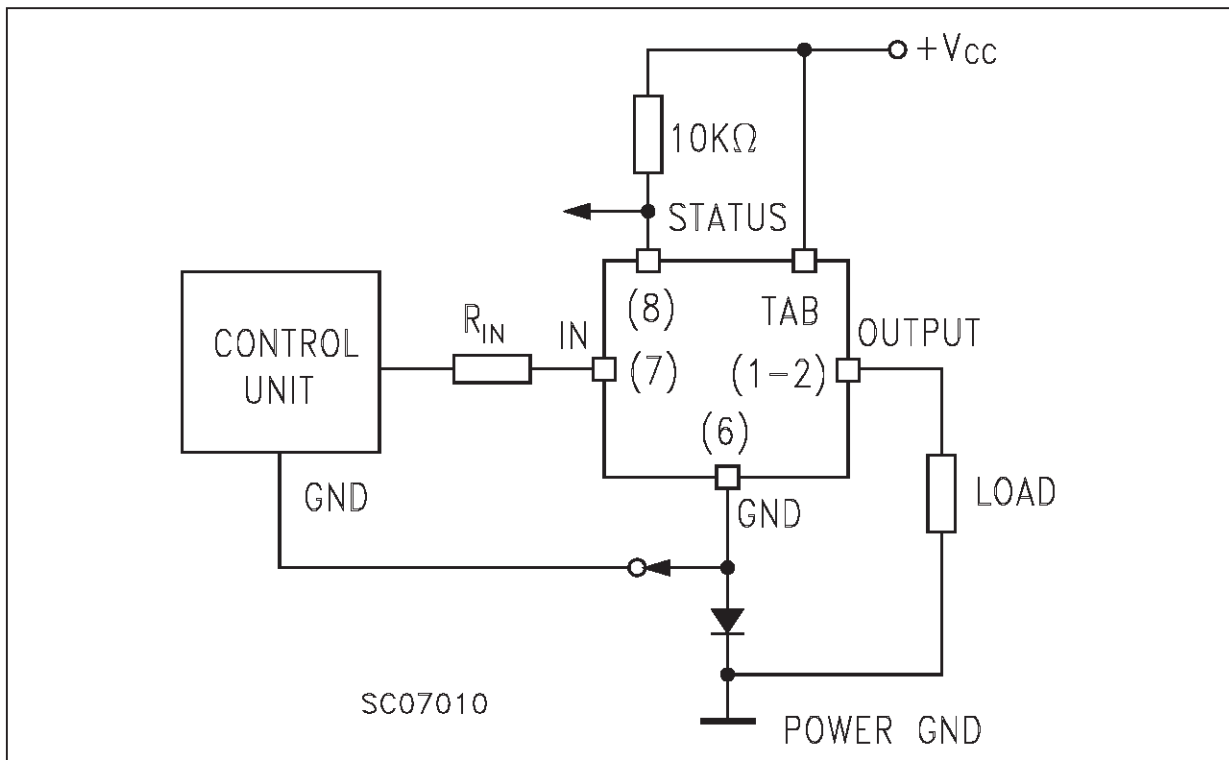 +VCC
10KΩ
STATUS
(8)
TAB
RIN
IN
OUTPUT
CONTROL
UNIT
(7)
(1-2)
(6)
GND
GND
LOAD
SC07010
POWER GND